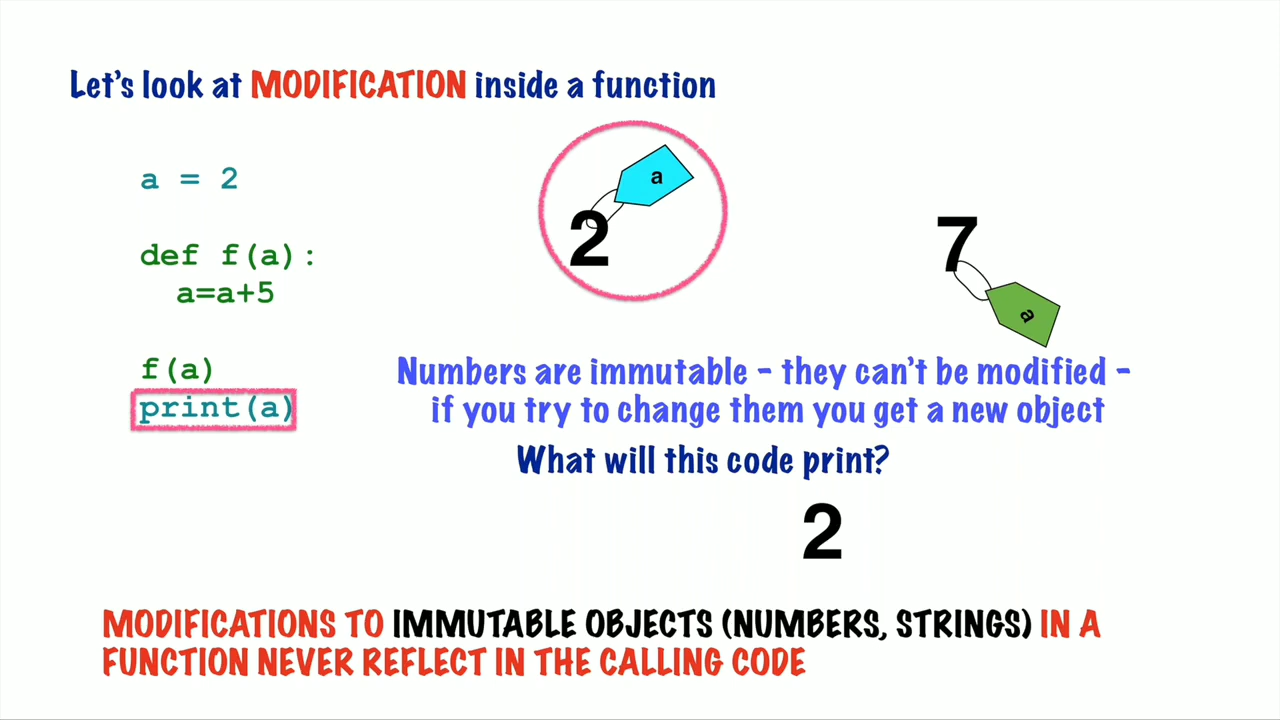 Let's look at MODIFICATION inside a function
a = 2
a
2
7
a
def f(a):
a=a+5
f(a)
print(a)
Numbers are immutable - they can't be modified -
if you try to change them you get a new object
What will this code print?
2
MODIFICATIONS TO IMMUTABLE OBJECTS (NUMBERS, STRINGS) IN A
FUNCTION NEVER REFLECT IN THE CALLING CODE